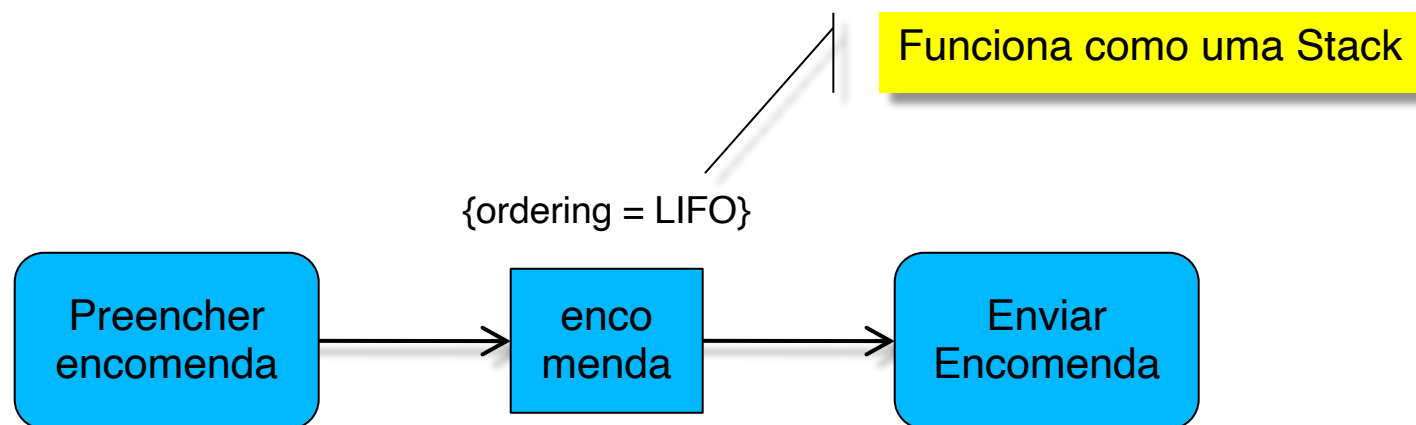 Funciona como uma Stack
{ordering = LIFO}
Preencher
encomenda
enco
menda
Enviar
Encomenda